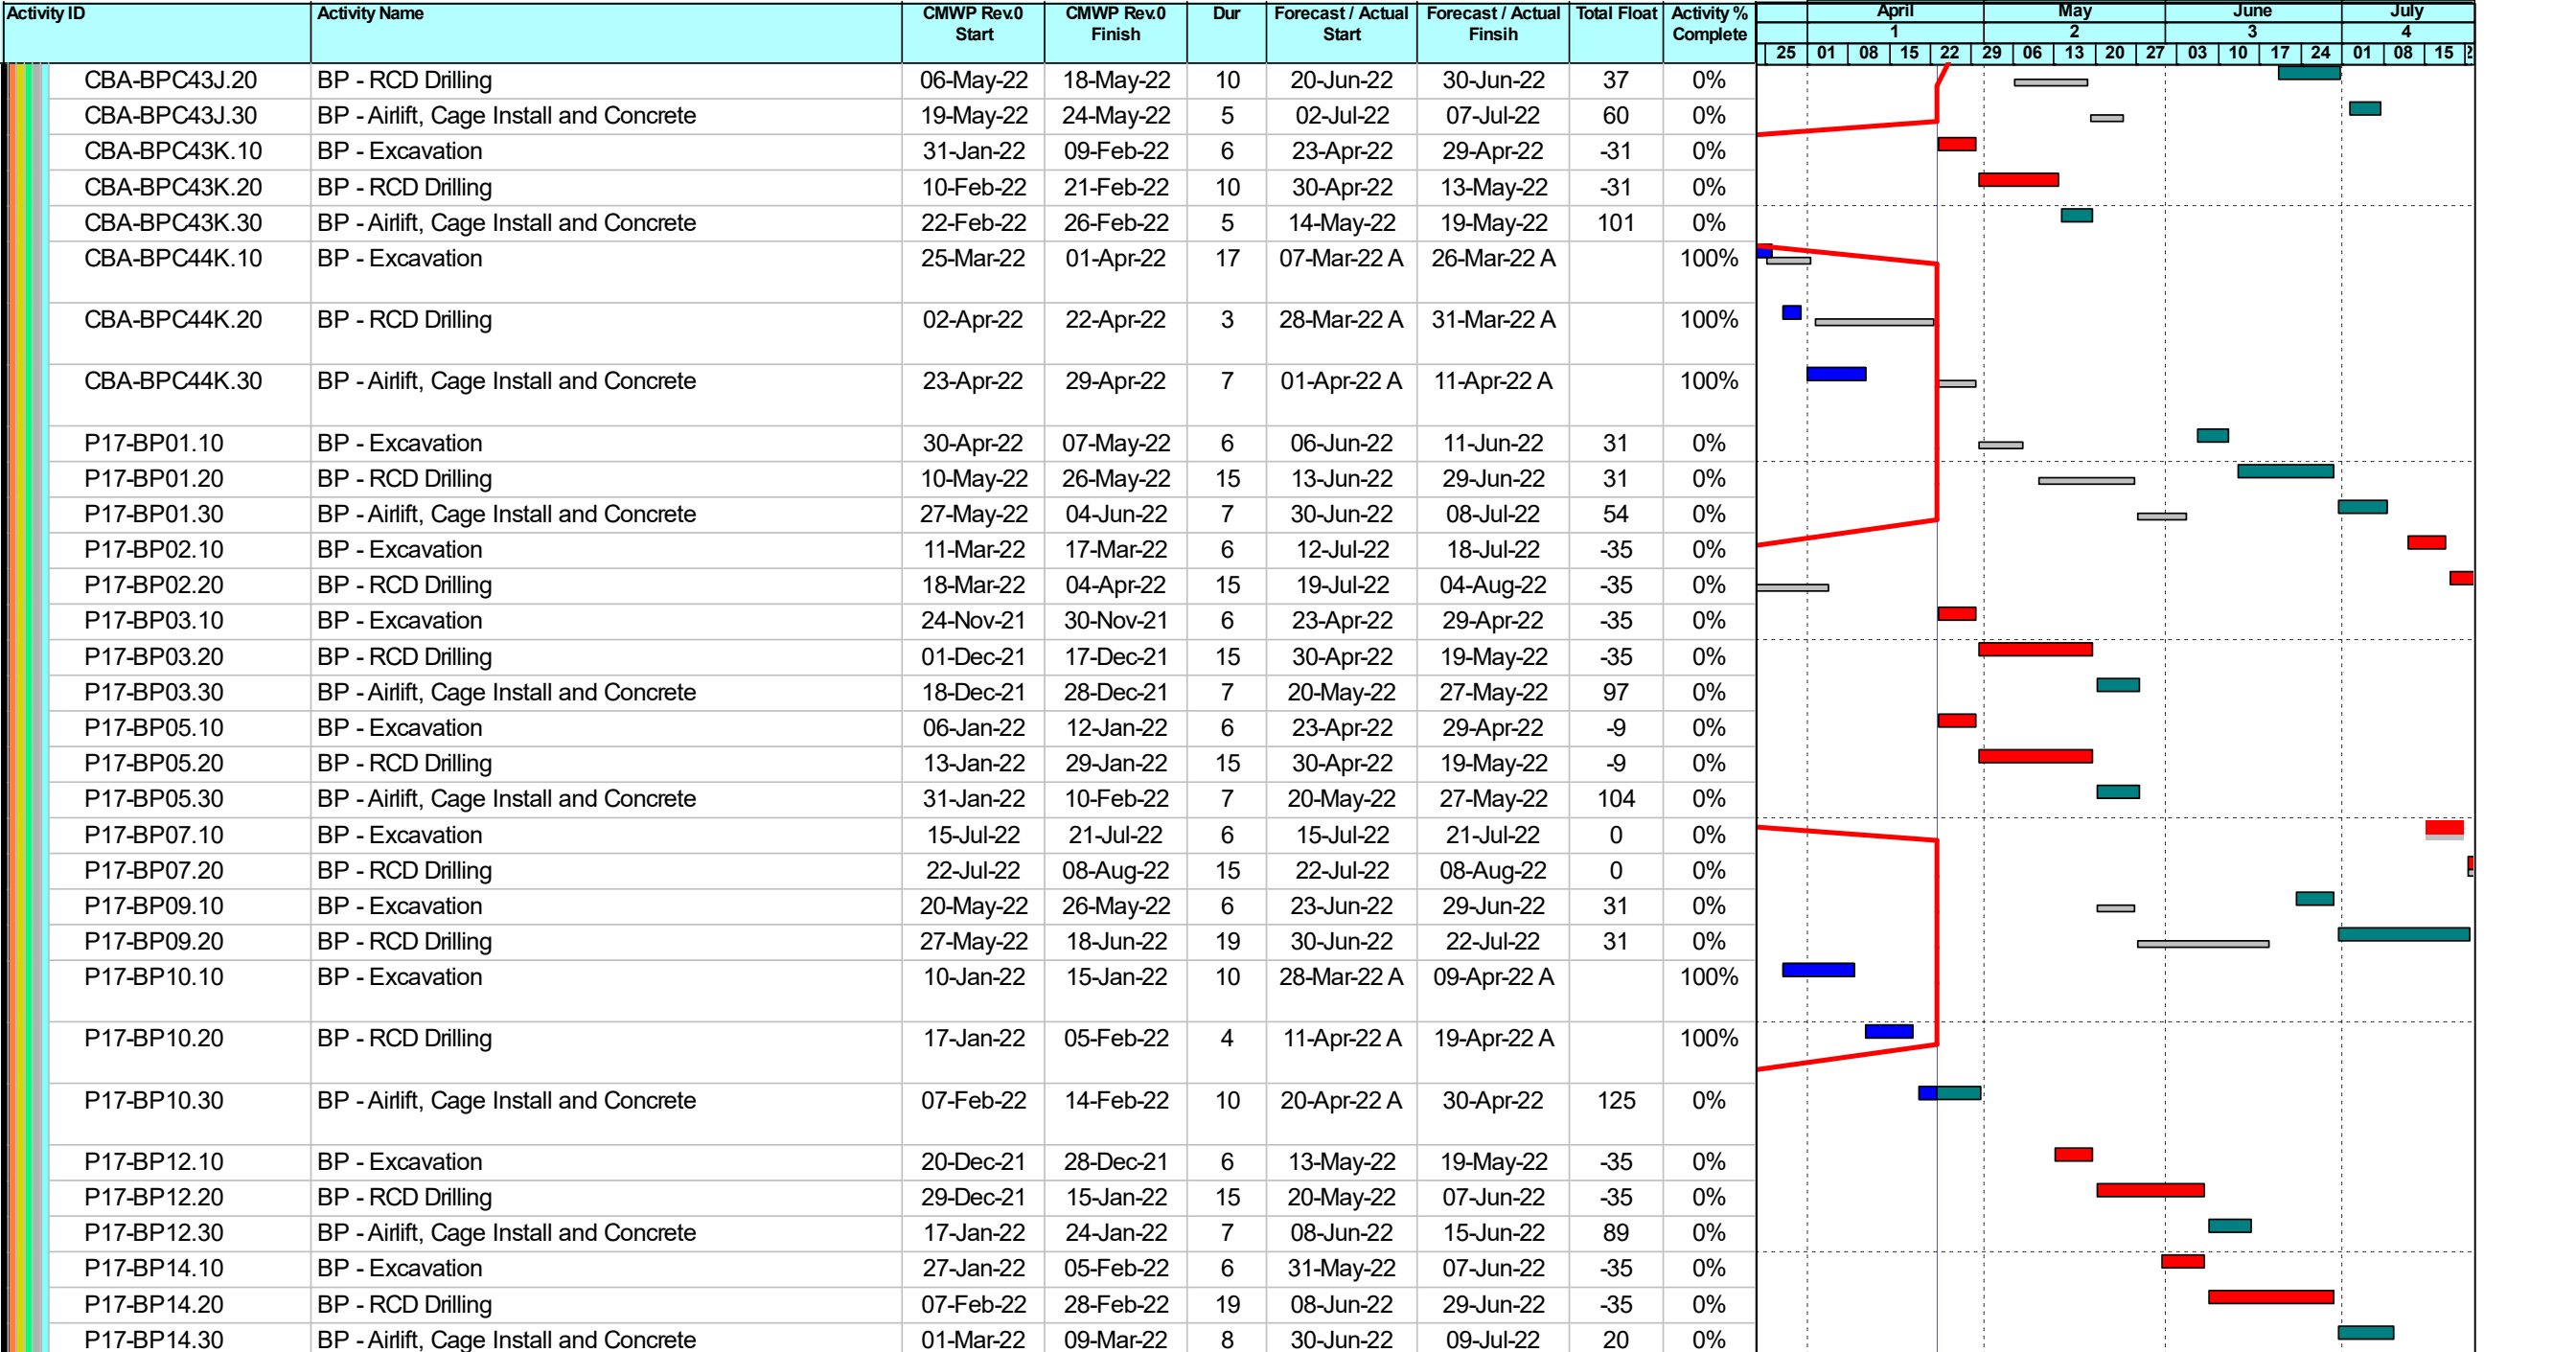 Activity ID Activity Name CMWP Rev.0 Start CMWP Rev.0 Finish Dur Forecast / Actual Start Forecast / Actual Finsih Total Float Activity % Complete April May June July
1 2 3 4
25 01 08 15 22 29 06 13 20 27 03 10 17 24 01 08 15
CBA-BPC43J.20 BP - RCD Drilling 06-May-22 18-May-22 10 20-Jun-22 30-Jun-22 37 0%
CBA-BPC43J.30 BP - Airlift, Cage Install and Concrete 19-May-22 24-May-22 5 02-Jul-22 07-Jul-22 60 0%
CBA-BPC43K.10 BP - Excavation 31-Jan-22 09-Feb-22 6 23-Apr-22 29-Apr-22 -31 0%
CBA-BPC43K.20 BP - RCD Drilling 10-Feb-22 21-Feb-22 10 30-Apr-22 13-May-22 -31 0%
CBA-BPC43K.30 BP - Airlift, Cage Install and Concrete 22-Feb-22 26-Feb-22 5 14-May-22 19-May-22 101 0%
CBA-BPC44K.10 BP - Excavation 25-Mar-22 01-Apr-22 17 07-Mar-22 A 26-Mar-22 A 100%
CBA-BPC44K.20 BP - RCD Drilling 02-Apr-22 22-Apr-22 3 28-Mar-22 A 31-Mar-22 A 100%
CBA-BPC44K.30 BP - Airlift, Cage Install and Concrete 23-Apr-22 29-Apr-22 7 01-Apr-22 A 11-Apr-22 A 100%
P17-BP01.10 BP - Excavation 30-Apr-22 07-May-22 6 06-Jun-22 11-Jun-22 31 0%
P17-BP01.20 BP - RCD Drilling 10-May-22 26-May-22 15 13-Jun-22 29-Jun-22 31 0%
P17-BP01.30 BP - Airlift, Cage Install and Concrete 27-May-22 04-Jun-22 7 30-Jun-22 08-Jul-22 54 0%
P17-BP02.10 BP - Excavation 11-Mar-22 17-Mar-22 6 12-Jul-22 18-Jul-22 -35 0%
P17-BP02.20 BP - RCD Drilling 18-Mar-22 04-Apr-22 15 19-Jul-22 04-Aug-22 -35 0%
P17-BP03.10 BP - Excavation 24-Nov-21 30-Nov-21 6 23-Apr-22 29-Apr-22 -35 0%
P17-BP03.20 BP - RCD Drilling 01-Dec-21 17-Dec-21 15 30-Apr-22 19-May-22 -35 0%
P17-BP03.30 BP - Airlift, Cage Install and Concrete 18-Dec-21 28-Dec-21 7 20-May-22 27-May-22 97 0%
P17-BP05.10 BP - Excavation 06-Jan-22 12-Jan-22 6 23-Apr-22 29-Apr-22 -9 0%
P17-BP05.20 BP - RCD Drilling 13-Jan-22 29-Jan-22 15 30-Apr-22 19-May-22 -9 0%
P17-BP05.30 BP - Airlift, Cage Install and Concrete 31-Jan-22 10-Feb-22 7 20-May-22 27-May-22 104 0%
P17-BP07.10 BP - Excavation 15-Jul-22 21-Jul-22 6 15-Jul-22 21-Jul-22 0 0%
P17-BP07.20 BP - RCD Drilling 22-Jul-22 08-Aug-22 15 22-Jul-22 08-Aug-22 0 0%
P17-BP09.10 BP - Excavation 20-May-22 26-May-22 6 23-Jun-22 29-Jun-22 31 0%
P17-BP09.20 BP - RCD Drilling 27-May-22 18-Jun-22 19 30-Jun-22 22-Jul-22 31 0%
P17-BP10.10 BP - Excavation 10-Jan-22 15-Jan-22 10 28-Mar-22 A 09-Apr-22 A 100%
P17-BP10.20 BP - RCD Drilling 17-Jan-22 05-Feb-22 4 11-Apr-22 A 19-Apr-22 A 100%
P17-BP10.30 BP - Airlift, Cage Install and Concrete 07-Feb-22 14-Feb-22 10 20-Apr-22 A 30-Apr-22 125 0%
P17-BP12.10 BP - Excavation 20-Dec-21 28-Dec-21 6 13-May-22 19-May-22 -35 0%
P17-BP12.20 BP - RCD Drilling 29-Dec-21 15-Jan-22 15 20-May-22 07-Jun-22 -35 0%
P17-BP12.30 BP - Airlift, Cage Install and Concrete 17-Jan-22 24-Jan-22 7 08-Jun-22 15-Jun-22 89 0%
P17-BP14.10 BP - Excavation 27-Jan-22 05-Feb-22 6 31-May-22 07-Jun-22 -35 0%
P17-BP14.20 BP - RCD Drilling 07-Feb-22 28-Feb-22 19 08-Jun-22 29-Jun-22 -35 0%
P17-BP14.30 BP - Airlift, Cage Install and Concrete 01-Mar-22 09-Mar-22 8 30-Jun-22 09-Jul-22 20 0%